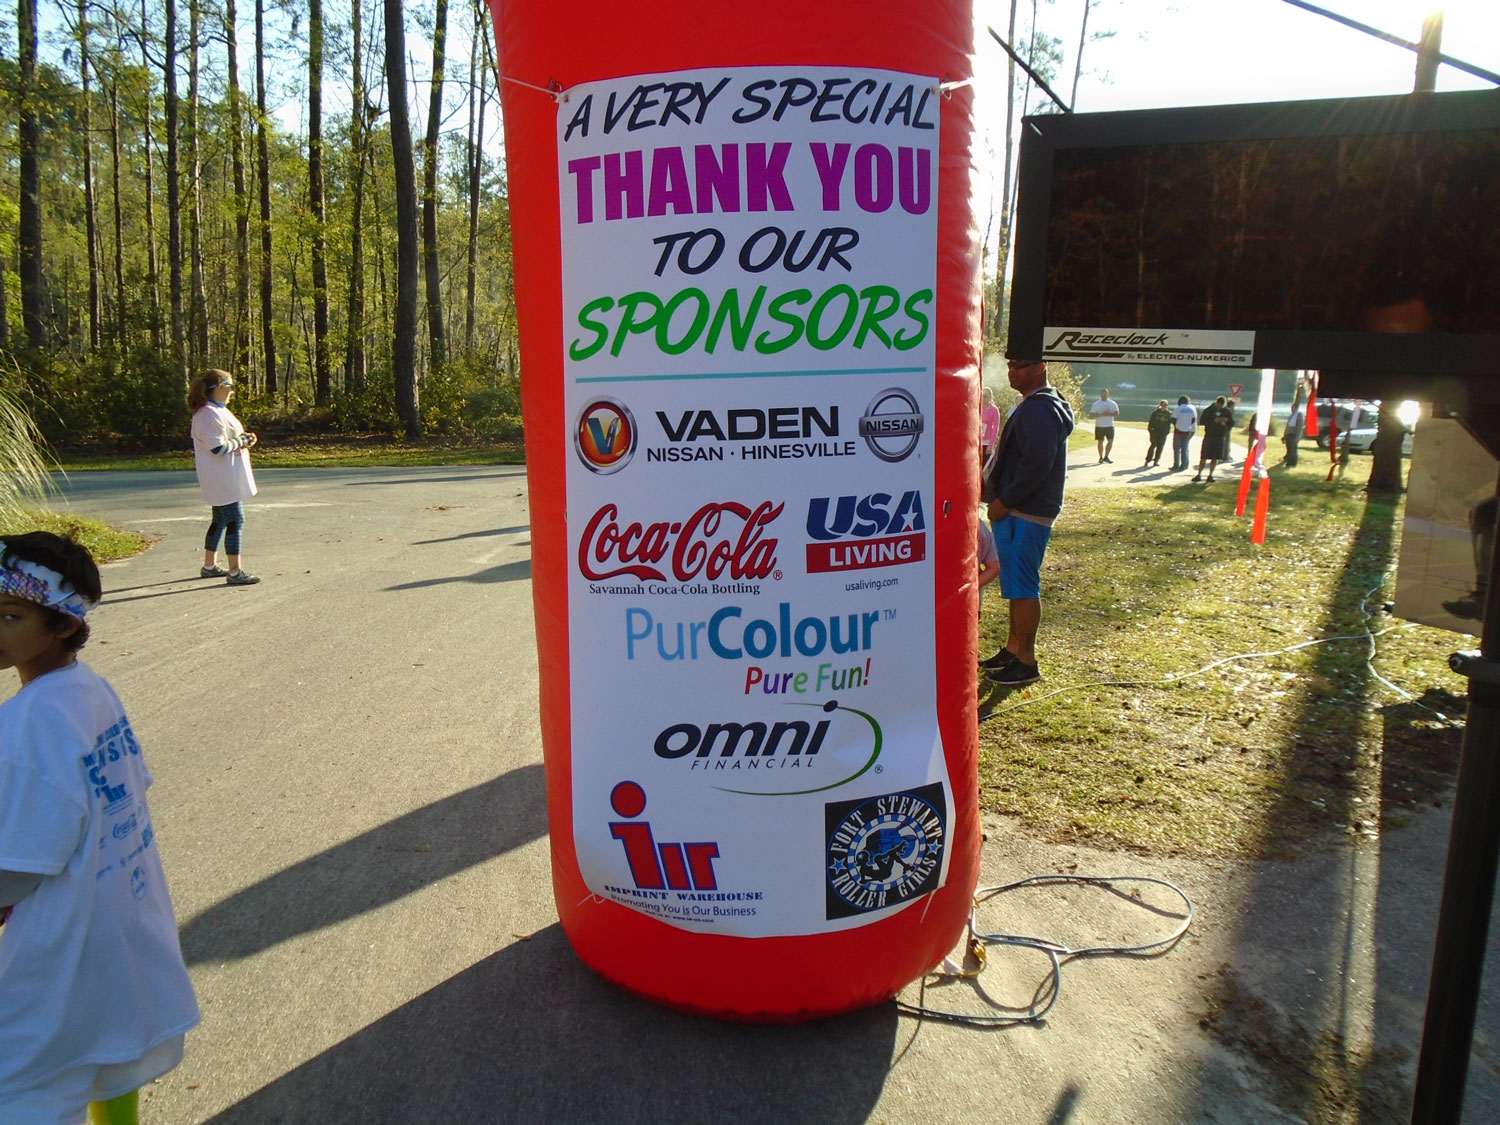 A VERY SPECIAL
THANK YOU
TO OUR
SPONSORS
VADEN
NISSAN · HINESVILLE
NISSAN
Coca-Cola®
Savannah Coca-Cola Bottling
USA
LIVING
usaliving.com
PurColour™
Pure Fun!
omni
FINANCIAL ®
IMPRINT WAREHOUSE
Promoting You is Our Business
FORT STEWART
ROLLER GIRLS
Raceclock™
By ELECTRO-NUMERICS